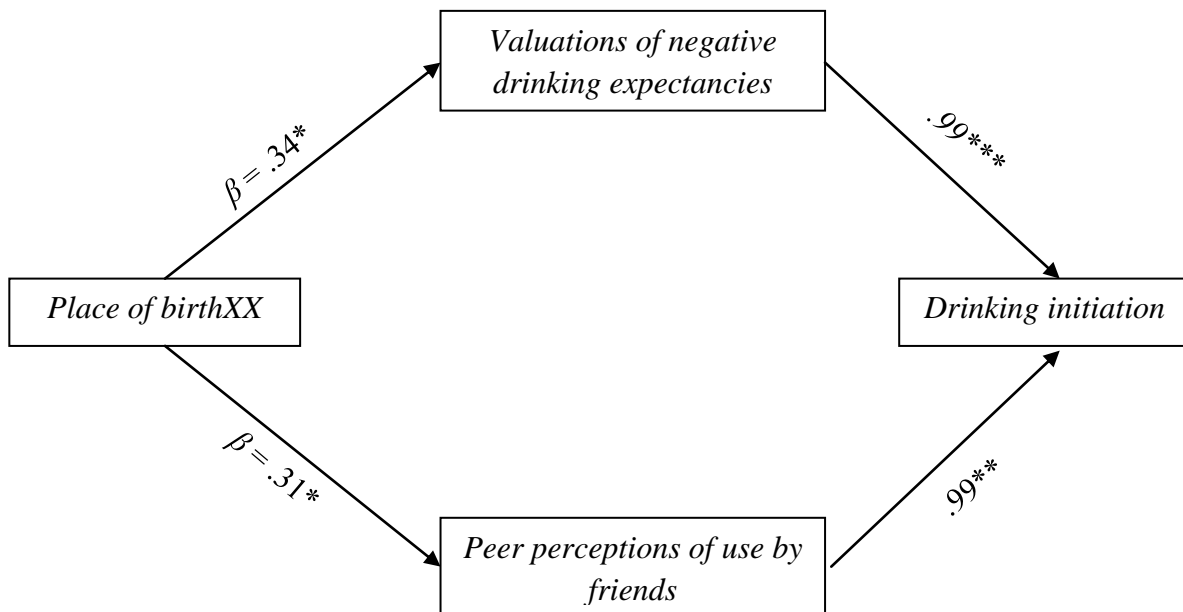 Valuations of negative
drinking expectancies
β = .34*
.99***
Place of birthXX
Drinking initiation
β = .31*
.99**
Peer perceptions of use by
friends